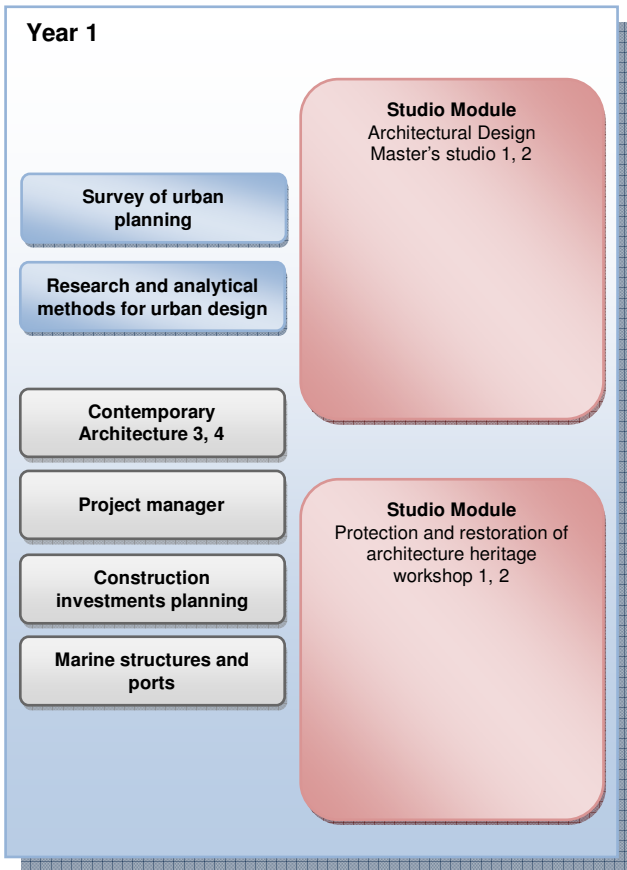 Year 1
Studio Module
Architectural Design
Master's studio 1, 2
Survey of urban
planning
Research and analytical
methods for urban design
Contemporary
Architecture 3, 4
Project manager
Construction
investments planning
Marine structures and
ports
Studio Module
Protection and restoration of
architecture heritage
workshop 1, 2